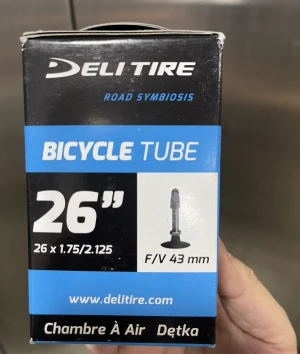 DELI TIRE
ROAD SYMBIOSIS
BICYCLE TUBE
26”
26 x 1.75/2.125
F/V 43 mm
www.delitire.com
Chambre À Air Dętka